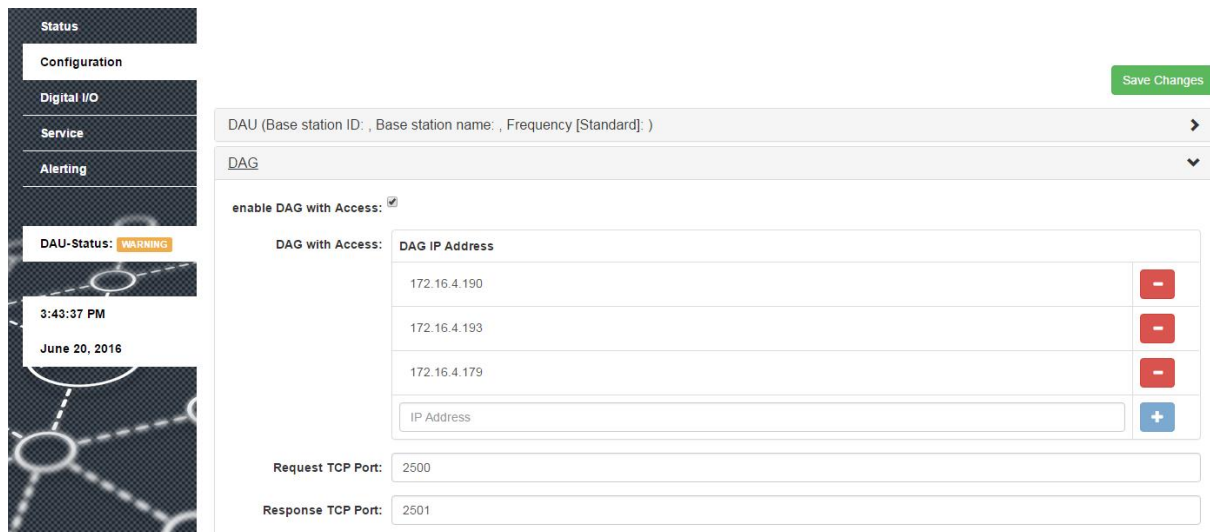 Status
Configuration
Digital I/O
Service
Alerting
DAU-Status: WARNING
3:43:37 PM
June 20, 2016
Save Changes
DAU (Base station ID: , Base station name: , Frequency [Standard]: )
DAG
enable DAG with Access:
DAG with Access:
DAG IP Address
172.16.4.190
172.16.4.193
172.16.4.179
IP Address
Request TCP Port: 2500
Response TCP Port: 2501